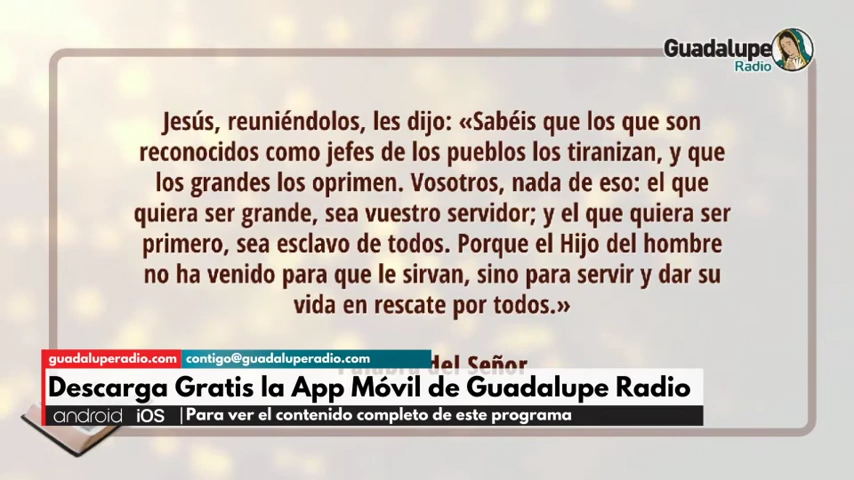 Guadalupe
Radio
Jesús, reuniéndolos, les dijo: «Sabéis que los que son
reconocidos como jefes de los pueblos los tiranizan, y que
los grandes los oprimen. Vosotros, nada de eso: el que
quiera ser grande, sea vuestro servidor; y el que quiera ser
primero, sea esclavo de todos. Porque el Hijo del hombre
no ha venido para que le sirvan, sino para servir y dar su
vida en rescate por todos.»
del Señor
guadaluperadio.com contigo@guadaluperadio.com
Descarga Gratis la App Móvil de Guadalupe Radio
android iOS Para ver el contenido completo de este programa